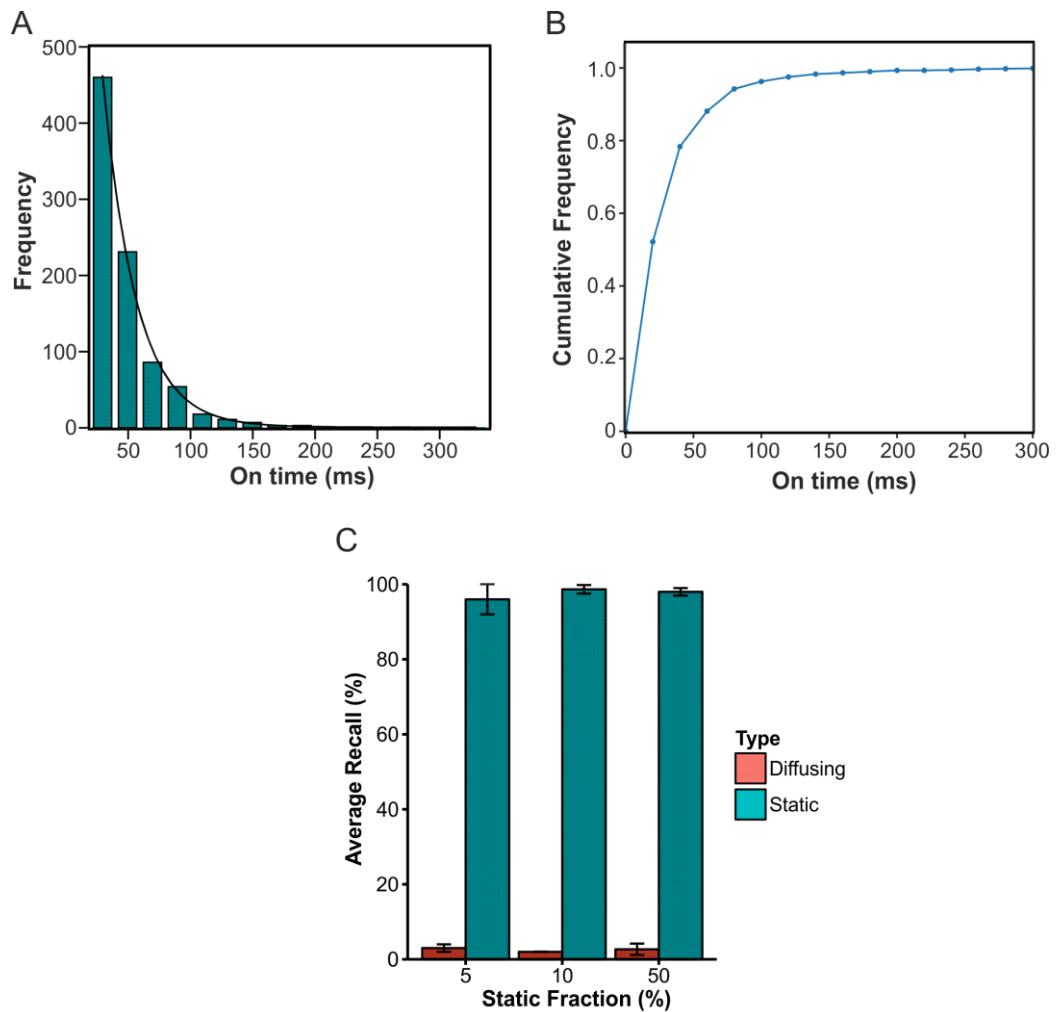 A
500
400
300
200
100
0
Frequency
50 100 150 200 250 300
On time (ms)
B
1.0
0.8
0.6
0.4
0.2
0
Cumulative Frequency
0 50 100 150 200 250 300
On time (ms)
C
100
80
60
40
20
0
Average Recall (%)
5 10 50
Static Fraction (%)
Type
Diffusing
Static